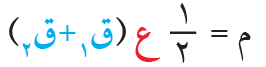 م = ١/٢ ع (ق١ + ق٢)